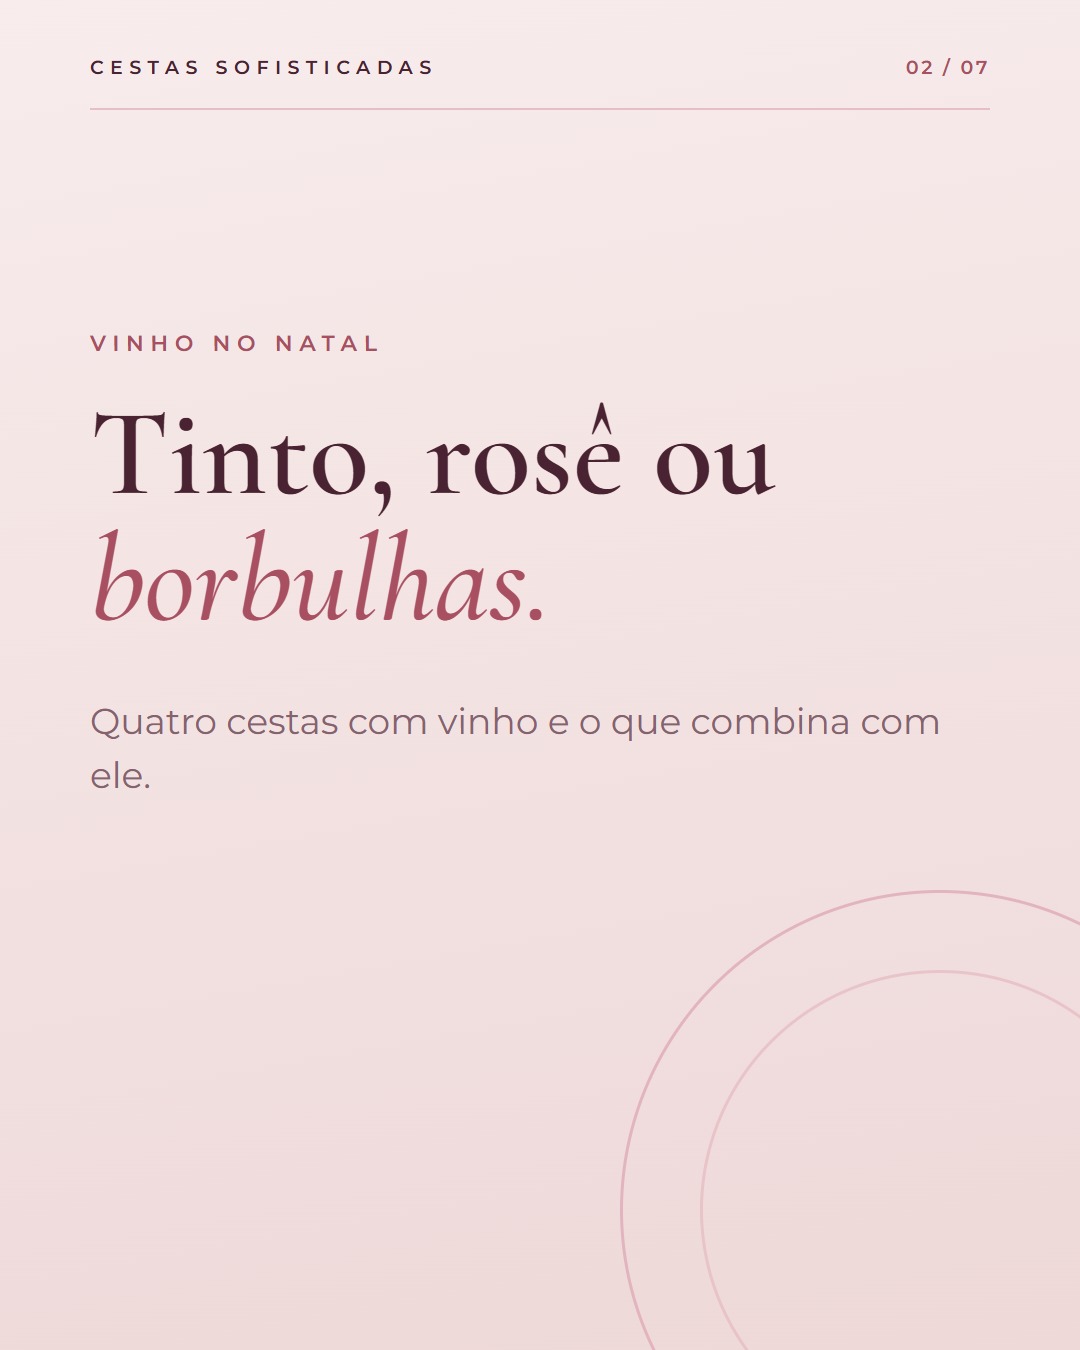 CESTAS SOFISTICADAS
02 / 07
VINHO NO NATAL
Tinto, rosê ou
borbulhas.
Quatro cestas com vinho e o que combina com
ele.